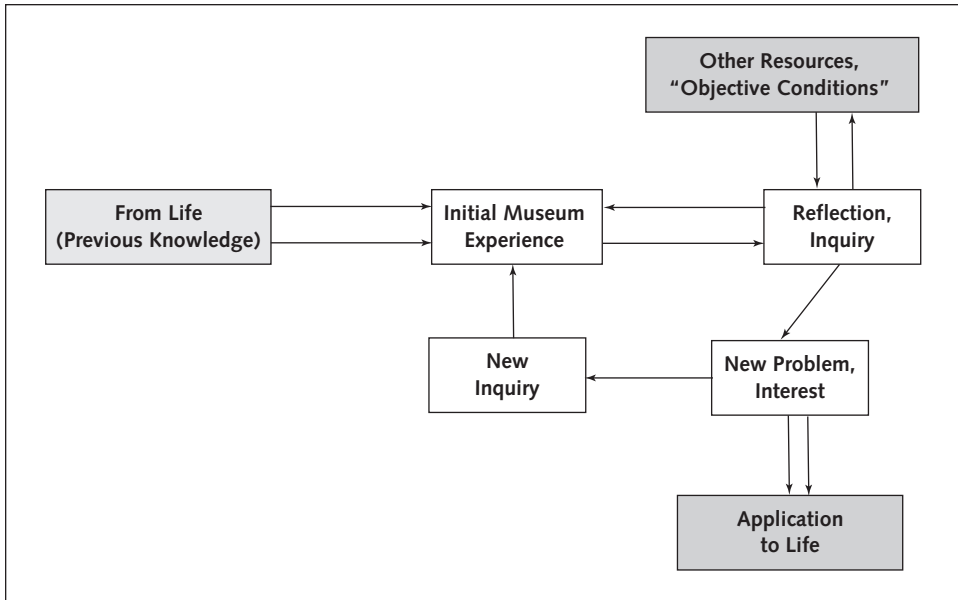 Other Resources,
“Objective Conditions”
From Life
(Previous Knowledge)
Initial Museum
Experience
Reflection,
Inquiry
New
Inquiry
New Problem,
Interest
Application
to Life